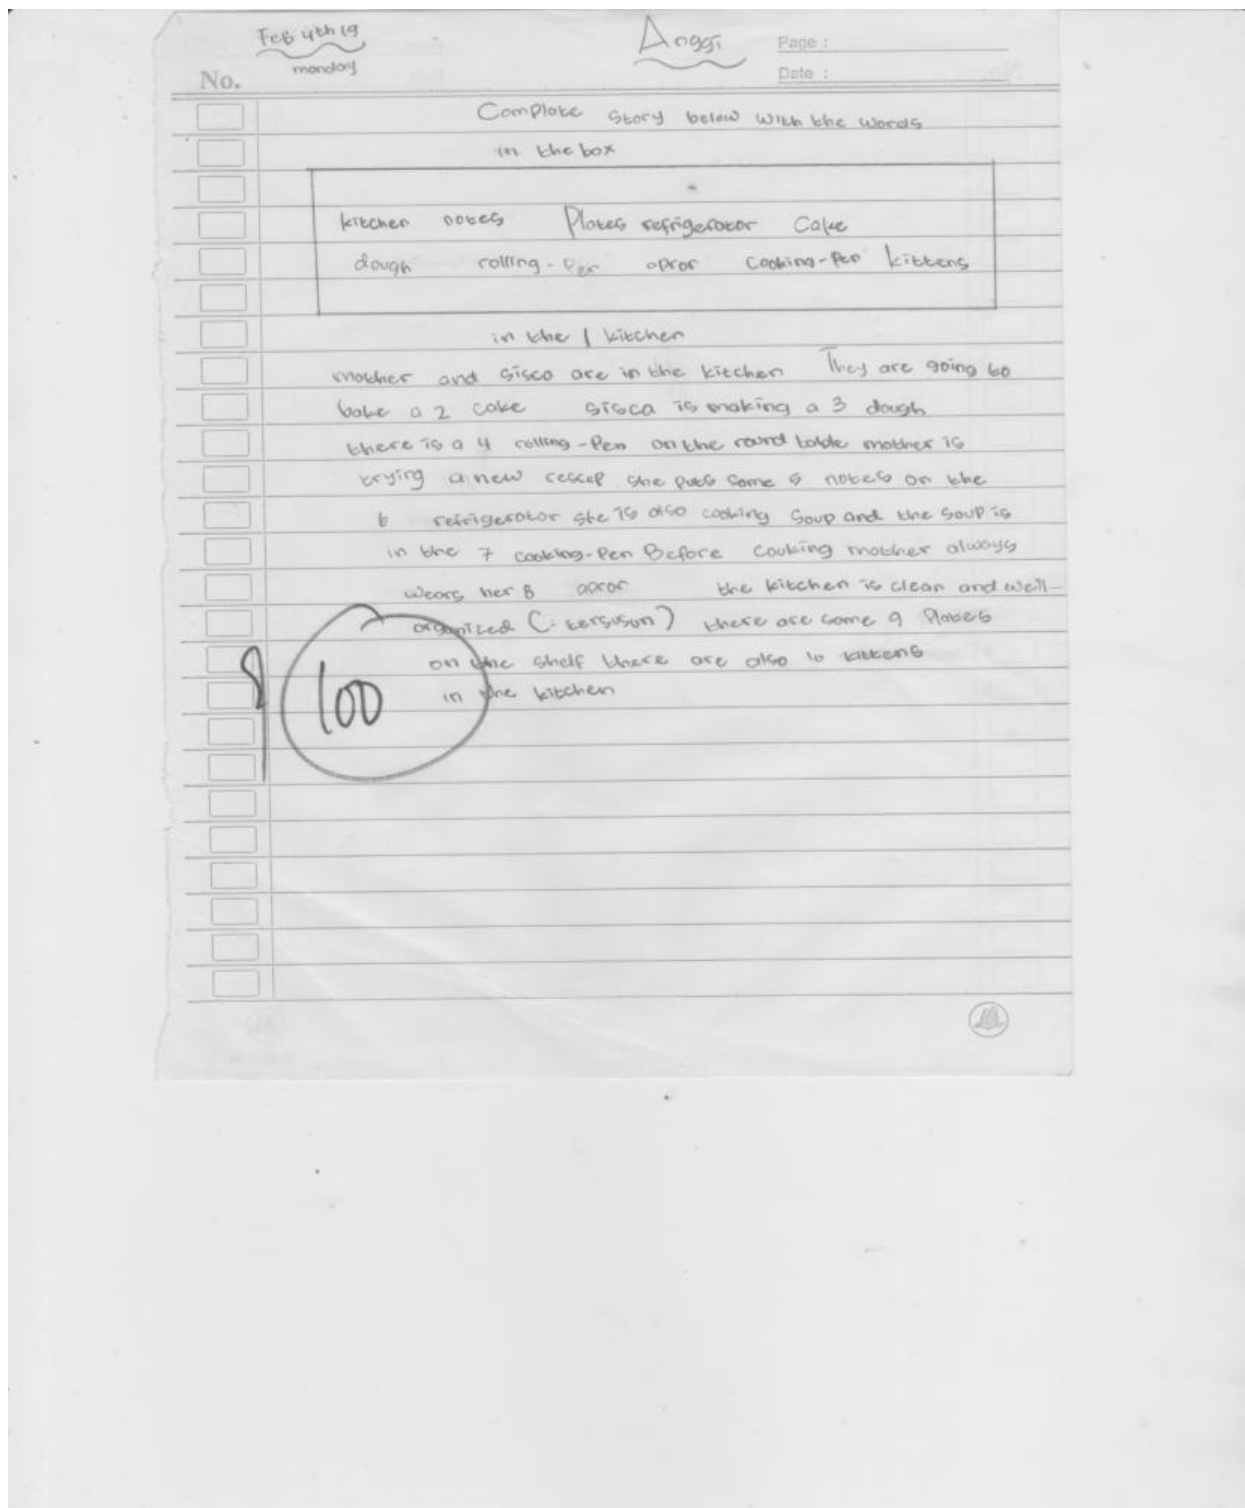 Feb 4th 19
monday
Anggi
Page :
Date :
No.
Complate story below with the words
in the box
kitchen notes Plates refrigerator Cake
dough rolling-Pen apror cooking-Pen kittens
in the 1 kitchen
mother and sisca are in the kitchen They are going to
bake a 2 cake sisca is making a 3 dough
there is a 4 rolling-Pen on the round table mother is
trying a new resep she puts some 5 notes on the
6 refrigerator she is also cooking soup and the soup is
in the 7 cooking-Pen Before cooking mother always
wears her 8 apror the kitchen is clean and well-
organized (: tersusun) there are some 9 Plates
on the shelf there are also 10 kittens
in the kitchen
100